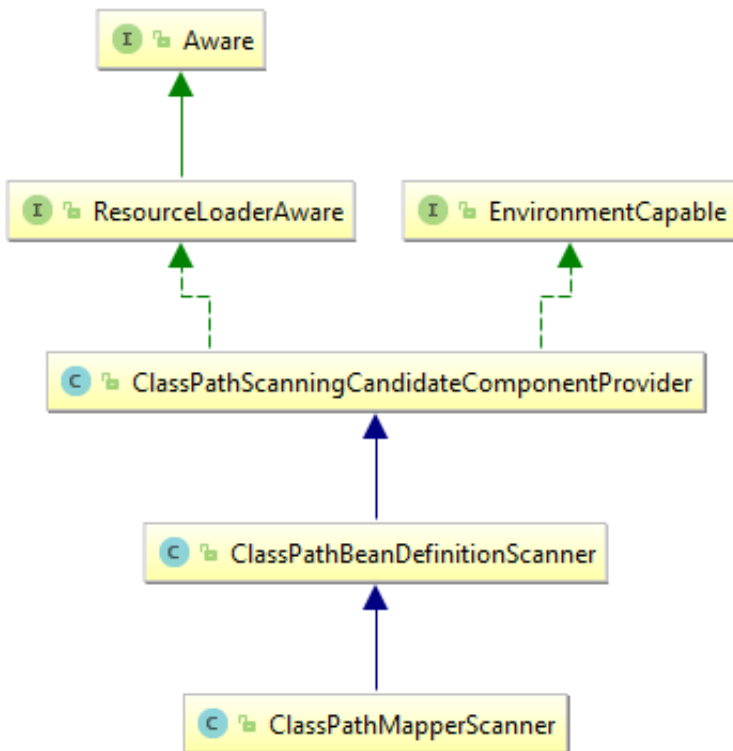 I Aware
I ResourceLoaderAware
I EnvironmentCapable
C ClassPathScanningCandidateComponentProvider
C ClassPathBeanDefinitionScanner
C ClassPathMapperScanner